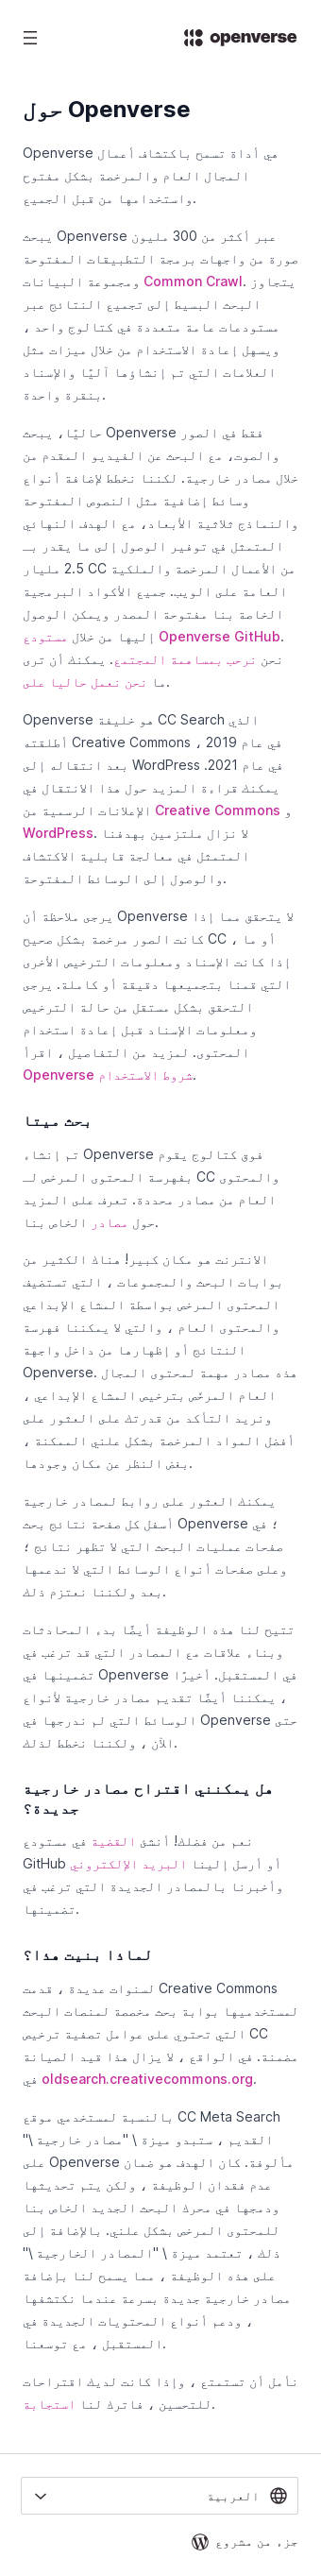 openverse
حول Openverse
Openverse هي أداة تسمح باكتشاف أعمال
المجال العام والمرخصة بشكل مفتوح
واستخدامها من قبل الجميع.
يبحث Openverse عبر أكثر من 300 مليون
صورة من واجهات برمجة التطبيقات المفتوحة
ومجموعة البيانات Common Crawl. يتجاوز
البحث البسيط إلى تجميع النتائج عبر
مستودعات عامة متعددة في كتالوج واحد ،
ويسهل إعادة الاستخدام من خلال ميزات مثل
العلامات التي تم إنشاؤها آليًا والإسناد
بنقرة واحدة.
حاليًا، يبحث Openverse فقط في الصور
والصوت، مع البحث عن الفيديو المقدم من
خلال مصادر خارجية. لكننا نخطط لإضافة أنواع
وسائط إضافية مثل النصوص المفتوحة
والنماذج ثلاثية الأبعاد، مع الهدف النهائي
المتمثل في توفير الوصول إلى ما يقدر بـ
2.5 مليار CC من الأعمال المرخصة والملكية
العامة على الويب. جميع الأكواد البرمجية
الخاصة بنا مفتوحة المصدر ويمكن الوصول
إليها من خلال مستودع Openverse GitHub.
نحن نرحب بمساهمة المجتمع. يمكنك أن ترى
ما نحن نعمل حاليا على.
Openverse هو خليفة CC Search الذي
أطلقته Creative Commons في عام 2019 ،
بعد انتقاله إلى WordPress في عام 2021.
يمكنك قراءة المزيد حول هذا الانتقال في
الإعلانات الرسمية من Creative Commons و
WordPress. لا نزال ملتزمين بهدفنا
المتمثل في معالجة قابلية الاكتشاف
والوصول إلى الوسائط المفتوحة.
يرجى ملاحظة أن Openverse لا يتحقق مما إذا
كانت الصور مرخصة بشكل صحيح CC ، أو ما
إذا كانت الإسناد ومعلومات الترخيص الأخرى
التي قمنا بتجميعها دقيقة أو كاملة. يرجى
التحقق بشكل مستقل من حالة الترخيص
ومعلومات الإسناد قبل إعادة استخدام
المحتوى. لمزيد من التفاصيل ، اقرأ
شروط الاستخدام Openverse.
بحث ميتا
تم إنشاء Openverse فوق كتالوج يقوم
بفهرسة المحتوى المرخص لـ CC والمحتوى
العام من مصادر محددة. تعرف على المزيد
حول مصادر الخاص بنا.
الانترنت هو مكان كبير! هناك الكثير من
بوابات البحث والمجموعات ، التي تستضيف
المحتوى المرخص بواسطة المشاع الإبداعي
والمحتوى العام ، والتي لا يمكننا فهرسة
النتائج أو إظهارها من داخل واجهة
Openverse. هذه مصادر مهمة لمحتوى المجال
العام المرخّص بترخيص المشاع الإبداعي ،
ونريد التأكد من قدرتك على العثور على
أفضل المواد المرخصة بشكل علني الممكنة ،
بغض النظر عن مكان وجودها.
يمكنك العثور على روابط لمصادر خارجية
أسفل كل صفحة نتائج بحث Openverse ؛ في
صفحات عمليات البحث التي لا تظهر نتائج ؛
وعلى صفحات أنواع الوسائط التي لا ندعمها
بعد ولكننا نعتزم ذلك.
تتيح لنا هذه الوظيفة أيضًا بدء المحادثات
وبناء علاقات مع المصادر التي قد ترغب في
تضمينها في Openverse في المستقبل. أخيرًا
، يمكننا أيضًا تقديم مصادر خارجية لأنواع
الوسائط التي لم ندرجها في Openverse حتى
الآن ، ولكننا نخطط لذلك.
هل يمكنني اقتراح مصادر خارجية
جديدة؟
نعم من فضلك! أنشئ القضية في مستودع
GitHub أو أرسل إلينا البريد الإلكتروني
وأخبرنا بالمصادر الجديدة التي ترغب في
تضمينها.
لماذا بنيت هذا؟
لسنوات عديدة ، قدمت Creative Commons
لمستخدميها بوابة بحث مخصصة لمنصات البحث
التي تحتوي على عوامل تصفية ترخيص CC
مضمنة. في الواقع ، لا يزال هذا قيد الصيانة
في oldsearch.creativecommons.org.
بالنسبة لمستخدمي موقع CC Meta Search
القديم ، ستبدو ميزة \ "مصادر خارجية \"
على Openverse مألوفة. كان الهدف هو ضمان
عدم فقدان الوظيفة ، ولكن يتم تحديثها
ودمجها في محرك البحث الجديد الخاص بنا
للمحتوى المرخص بشكل علني. بالإضافة إلى
ذلك ، تعتمد ميزة \ "المصادر الخارجية \"
على هذه الوظيفة ، مما يسمح لنا بإضافة
مصادر خارجية جديدة بسرعة عندما نكتشفها
، ودعم أنواع المحتويات الجديدة في
المستقبل ، مع توسعنا.
نأمل أن تستمتع ، وإذا كانت لديك اقتراحات
للتحسين ، فاترك لنا استجابة.
العربية
جزء من مشروع